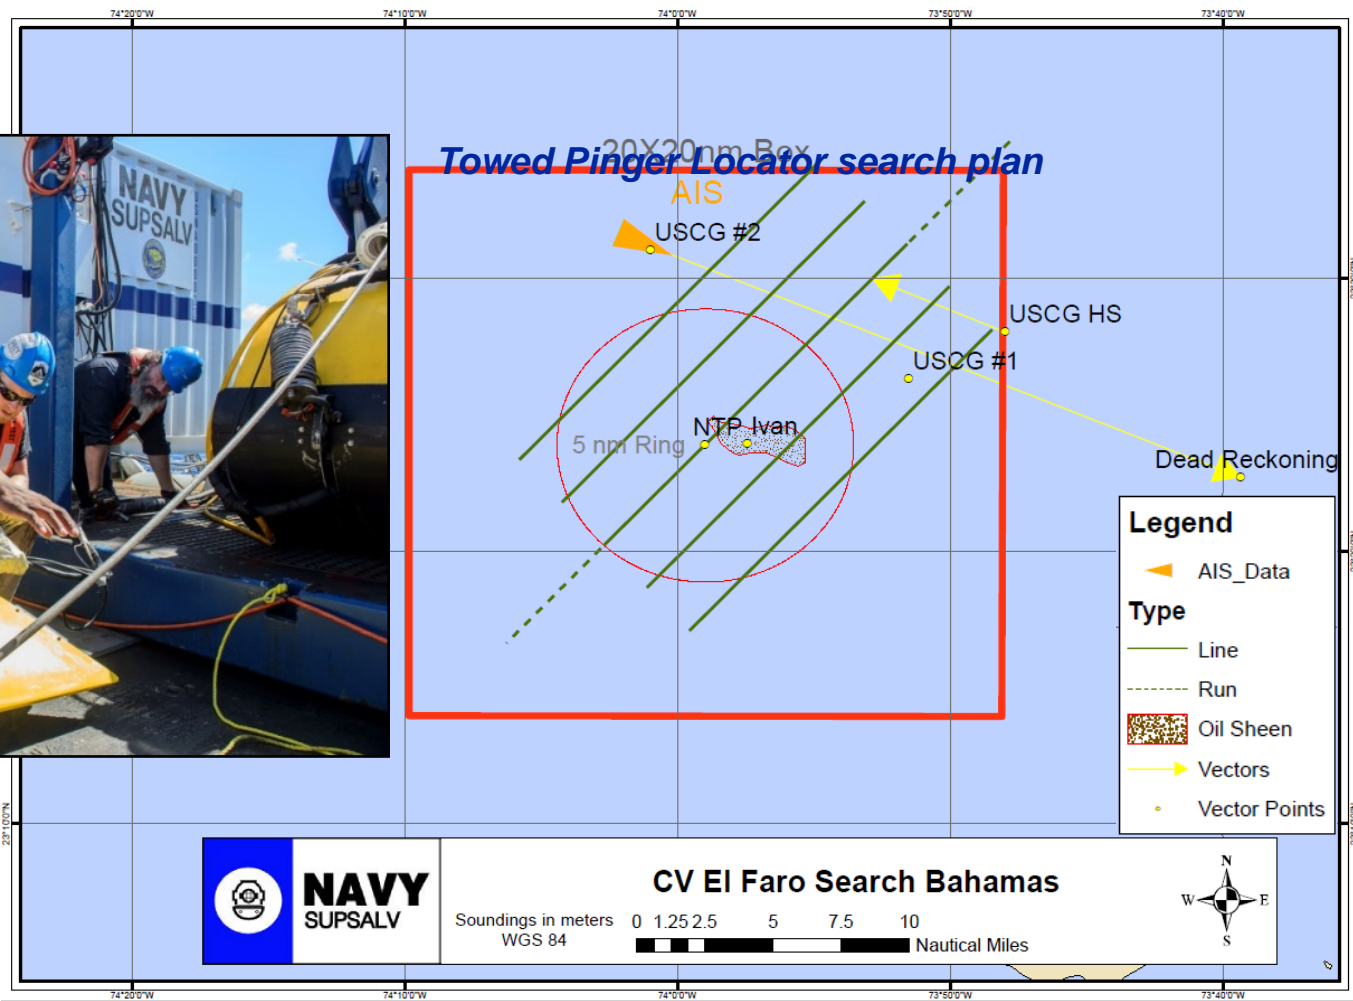 74°20'0"W 74°10'0"W 74°0'0"W 73°50'0"W 73°40'0"W
20X20nm Box
Towed Pinger Locator search plan
AIS
NAVY
SUPSALV
USCG #2
USCG HS
USCG #1
NTP Ivan
5 nm Ring
Dead Reckoning
Legend
AIS_Data
Type
Line
Run
Oil Sheen
Vectors
Vector Points
23°10'0"N
NAVY
SUPSALV
CV El Faro Search Bahamas
Soundings in meters
WGS 84
0 1.25 2.5 5 7.5 10
Nautical Miles
N
W E
S
74°20'0"W 74°10'0"W 74°0'0"W 73°50'0"W 73°40'0"W